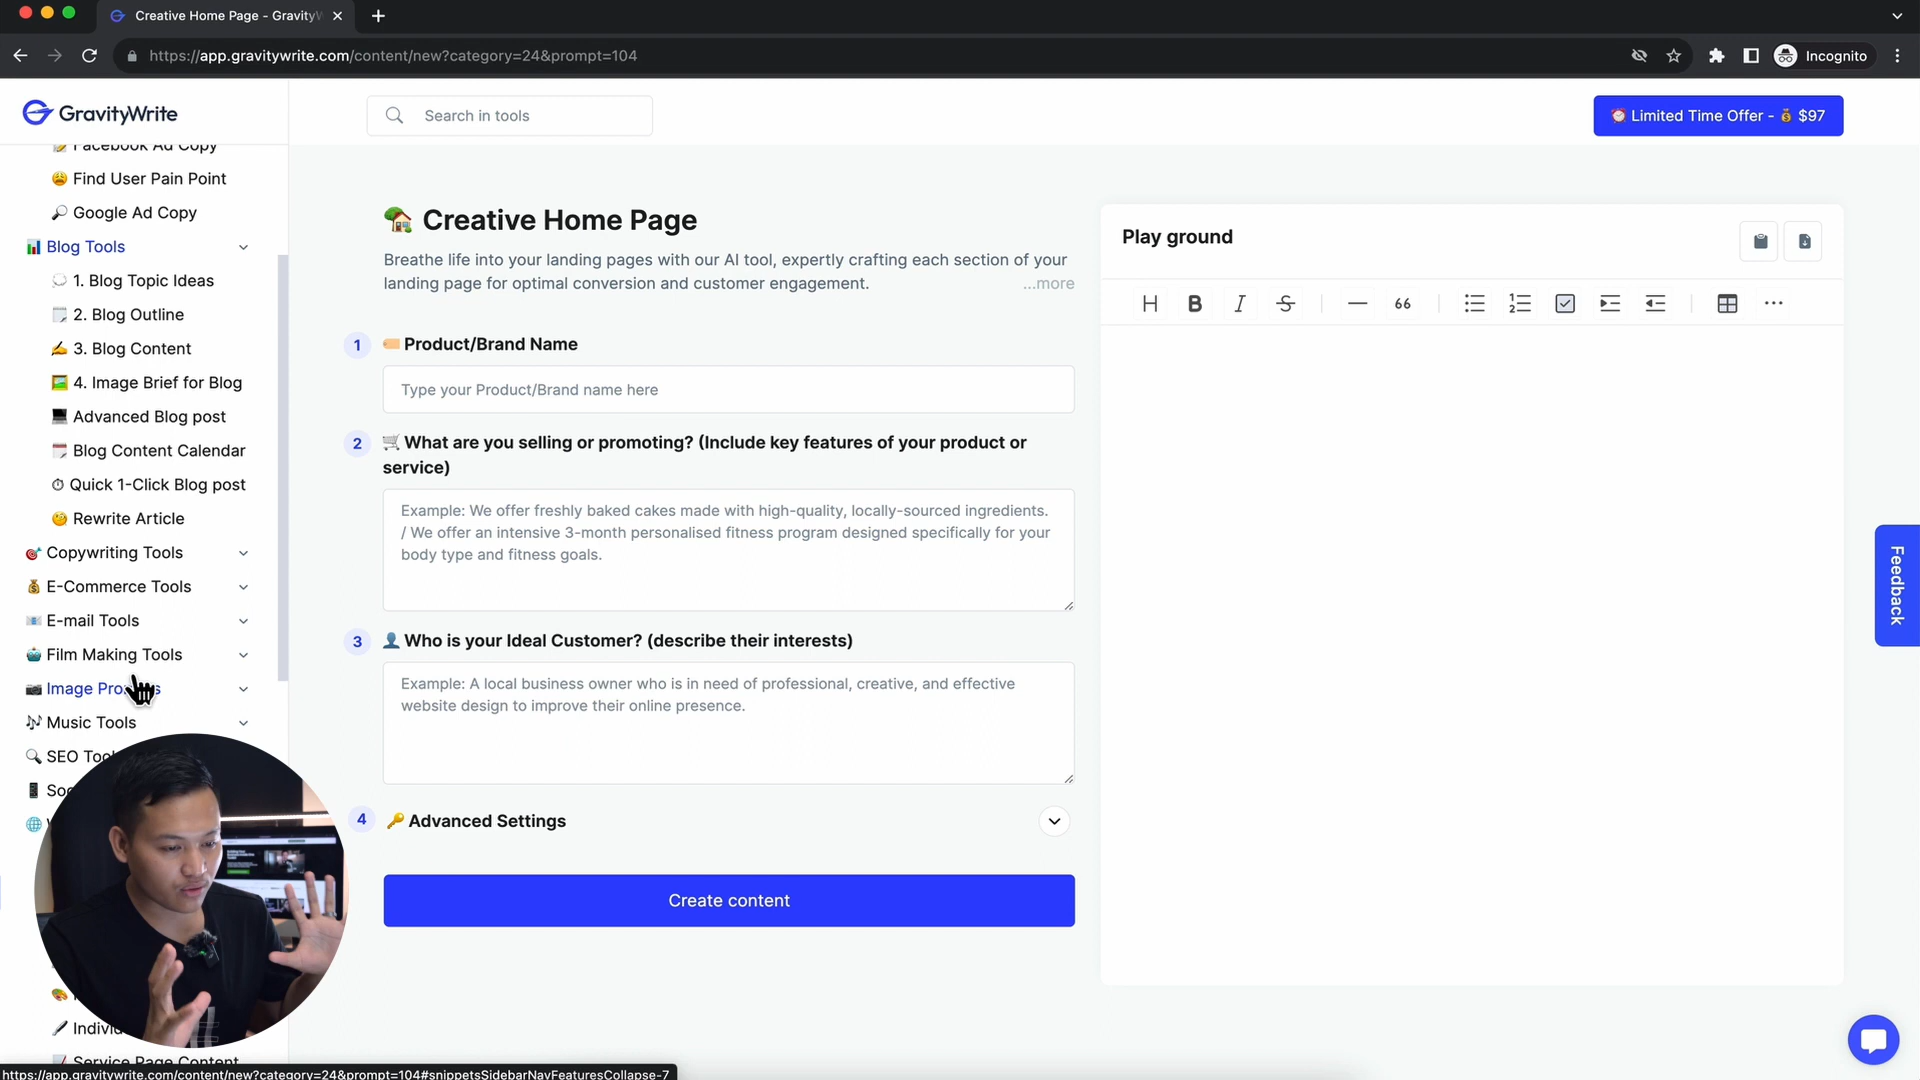 Creative Home Page - GravityW
https://app.gravitywrite.com/content/new?category=24&prompt=104
Incognito
GravityWrite
Search in tools
Limited Time Offer - $97
Facebook Ad Copy
Find User Pain Point
Google Ad Copy
Blog Tools
1. Blog Topic Ideas
2. Blog Outline
3. Blog Content
4. Image Brief for Blog
Advanced Blog post
Blog Content Calendar
Quick 1-Click Blog post
Rewrite Article
Copywriting Tools
E-Commerce Tools
E-mail Tools
Film Making Tools
Image
Music Tools
SEO
Service Page Content
Creative Home Page
Breathe life into your landing pages with our AI tool, expertly crafting each section of your
landing page for optimal conversion and customer engagement. ...more
1 Product/Brand Name
Type your Product/Brand name here
2 What are you selling or promoting? (Include key features of your product or
service)
Example: We offer freshly baked cakes made with high-quality, locally-sourced ingredients.
/ We offer an intensive 3-month personalised fitness program designed specifically for your
body type and fitness goals.
3 Who is your Ideal Customer? (describe their interests)
Example: A local business owner who is in need of professional, creative, and effective
website design to improve their online presence.
4 Advanced Settings
Create content
Play ground
H B I S 66
Feedback
https://app.gravitywrite.com/content/new?category=24&prompt=104#snippetsSidebarNavFeaturesCollapse-7